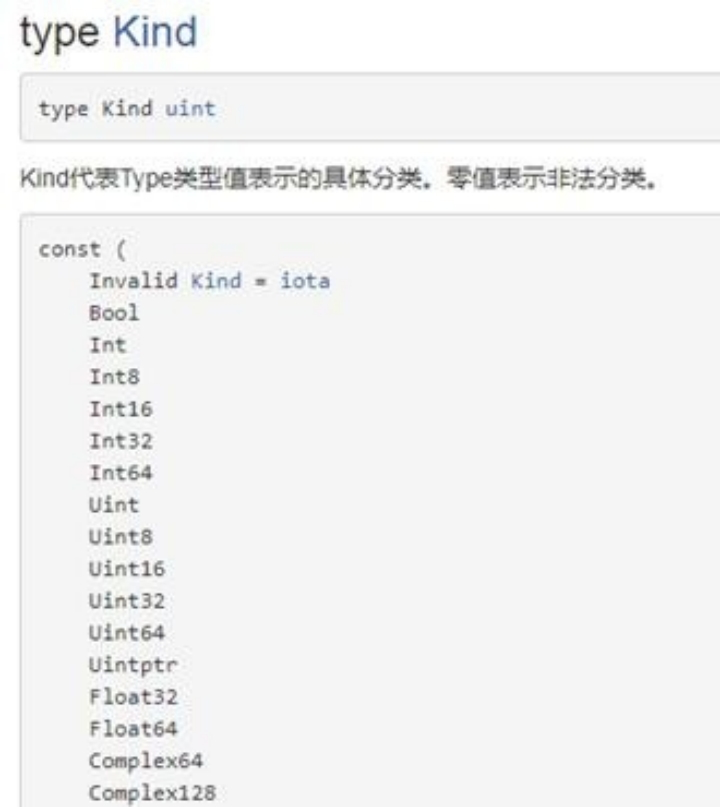 type Kind
type Kind uint
Kind代表Type类型值表示的具体分类。零值表示非法分类。
const (
Invalid Kind = iota
Bool
Int
Int8
Int16
Int32
Int64
Uint
Uint8
Uint16
Uint32
Uint64
Uintptr
Float32
Float64
Complex64
Complex128